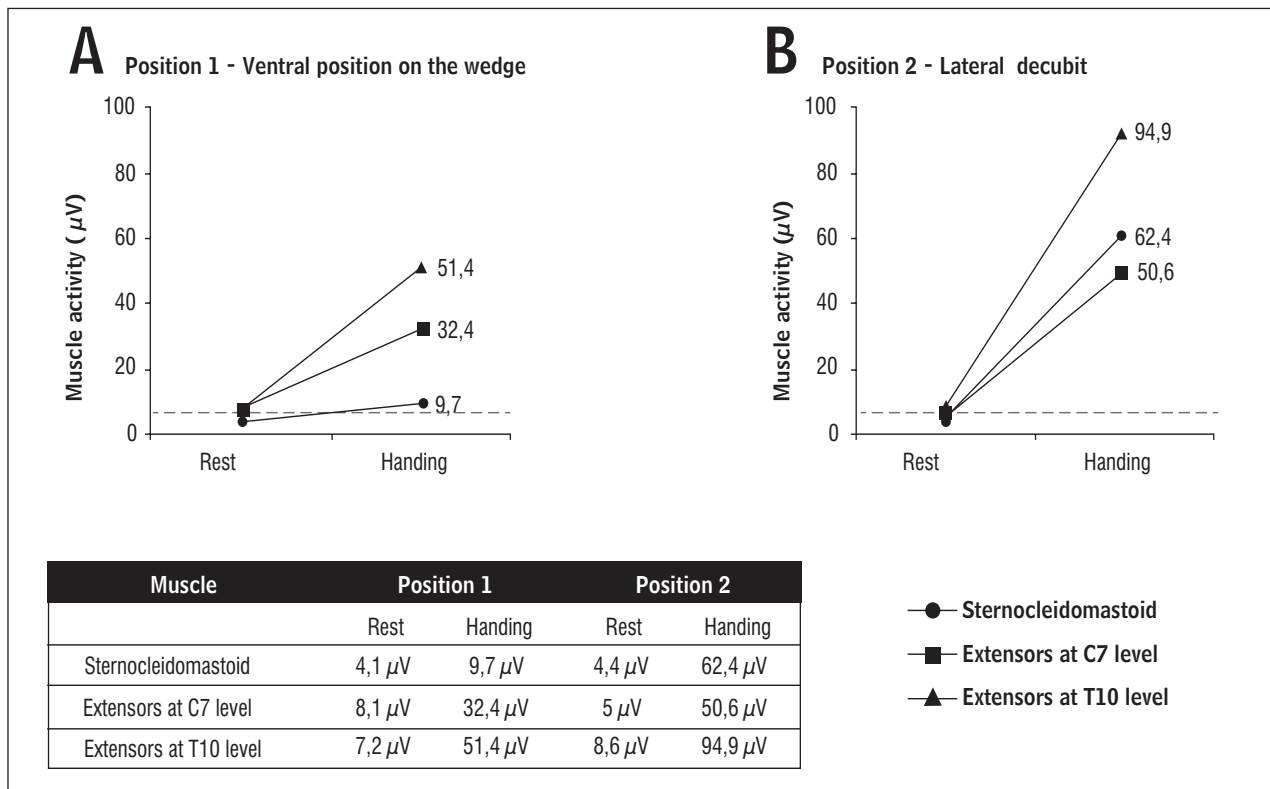 A Position 1 - Ventral position on the wedge
Muscle activity ( µV)
100
80
60
40
20
0
51,4
32,4
9,7
Rest Handing
B Position 2 - Lateral decubit
Muscle activity (µV)
100
80
60
40
20
0
94,9
62,4
50,6
Rest Handing
Muscle Position 1 Position 2
Rest Handing Rest Handing
Sternocleidomastoid 4,1 µV 9,7 µV 4,4 µV 62,4 µV
Extensors at C7 level 8,1 µV 32,4 µV 5 µV 50,6 µV
Extensors at T10 level 7,2 µV 51,4 µV 8,6 µV 94,9 µV
Sternocleidomastoid
Extensors at C7 level
Extensors at T10 level